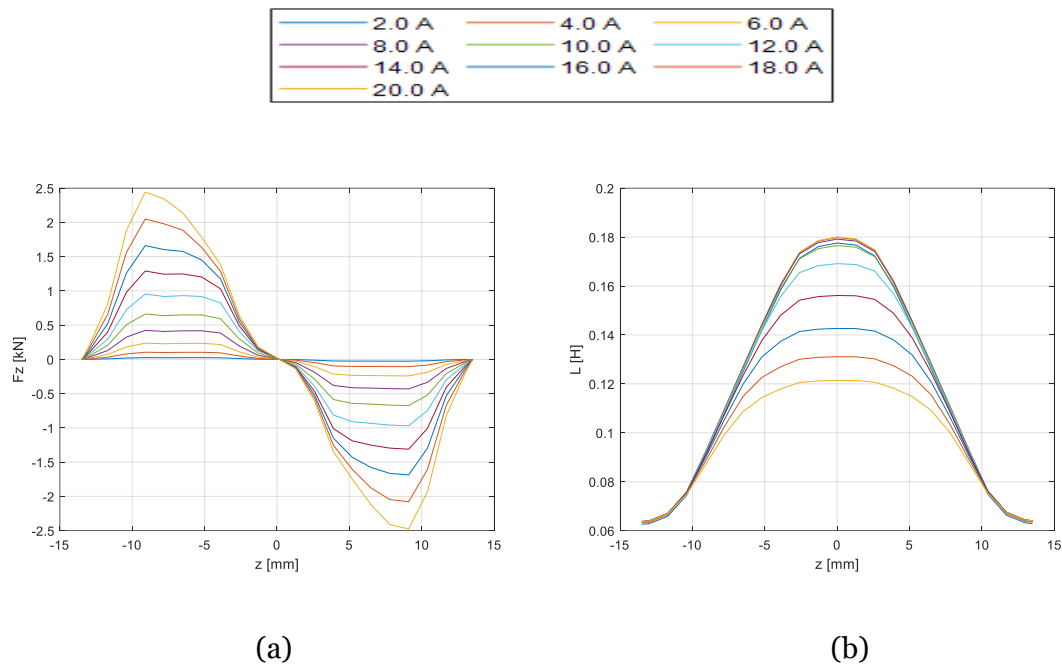 2.0 A 4.0 A 6.0 A
8.0 A 10.0 A 12.0 A
14.0 A 16.0 A 18.0 A
20.0 A
2.5
2
1.5
1
0.5
0
-0.5
-1
-1.5
-2
-2.5
Fz [kN]
-15 -10 -5 0 5 10 15
z [mm]
0.2
0.18
0.16
0.14
0.12
0.1
0.08
0.06
L [H]
-15 -10 -5 0 5 10 15
z [mm]
(a) (b)